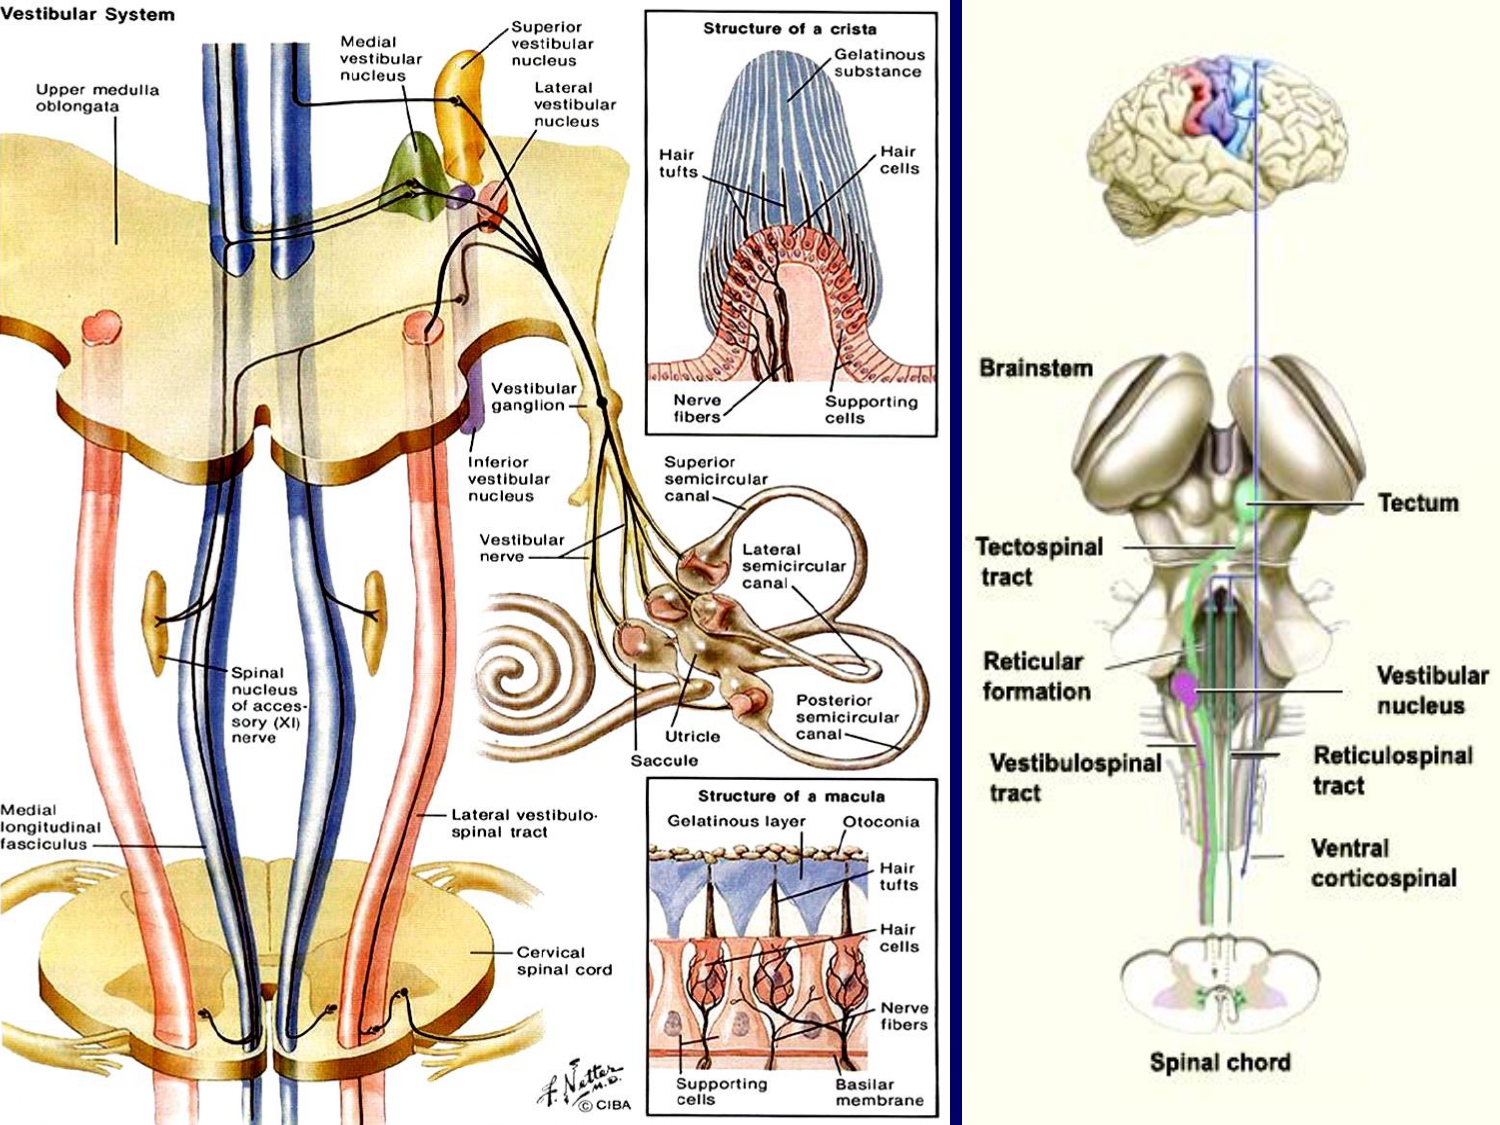 Vestibular System
Upper medulla
oblongata
Medial
vestibular
nucleus
Superior
vestibular
nucleus
Lateral
vestibular
nucleus
Vestibular
ganglion
Inferior
vestibular
nucleus
Vestibular
nerve
Superior
semicircular
canal
Lateral
semicircular
canal
Posterior
semicircular
canal
Utricle
Saccule
Spinal
nucleus
of acces-
sory (XI)
nerve
Medial
longitudinal
fasciculus
Lateral vestibulo-
spinal tract
Cervical
spinal cord
F. Netter
M.D.
© CIBA
Structure of a crista
Gelatinous
substance
Hair
tufts
Hair
cells
Nerve
fibers
Supporting
cells
Structure of a macula
Gelatinous layer
Otoconia
Hair
tufts
Hair
cells
Nerve
fibers
Supporting
cells
Basilar
membrane
Brainstem
Tectum
Tectospinal
tract
Reticular
formation
Vestibular
nucleus
Vestibulospinal
tract
Reticulospinal
tract
Ventral
corticospinal
Spinal chord